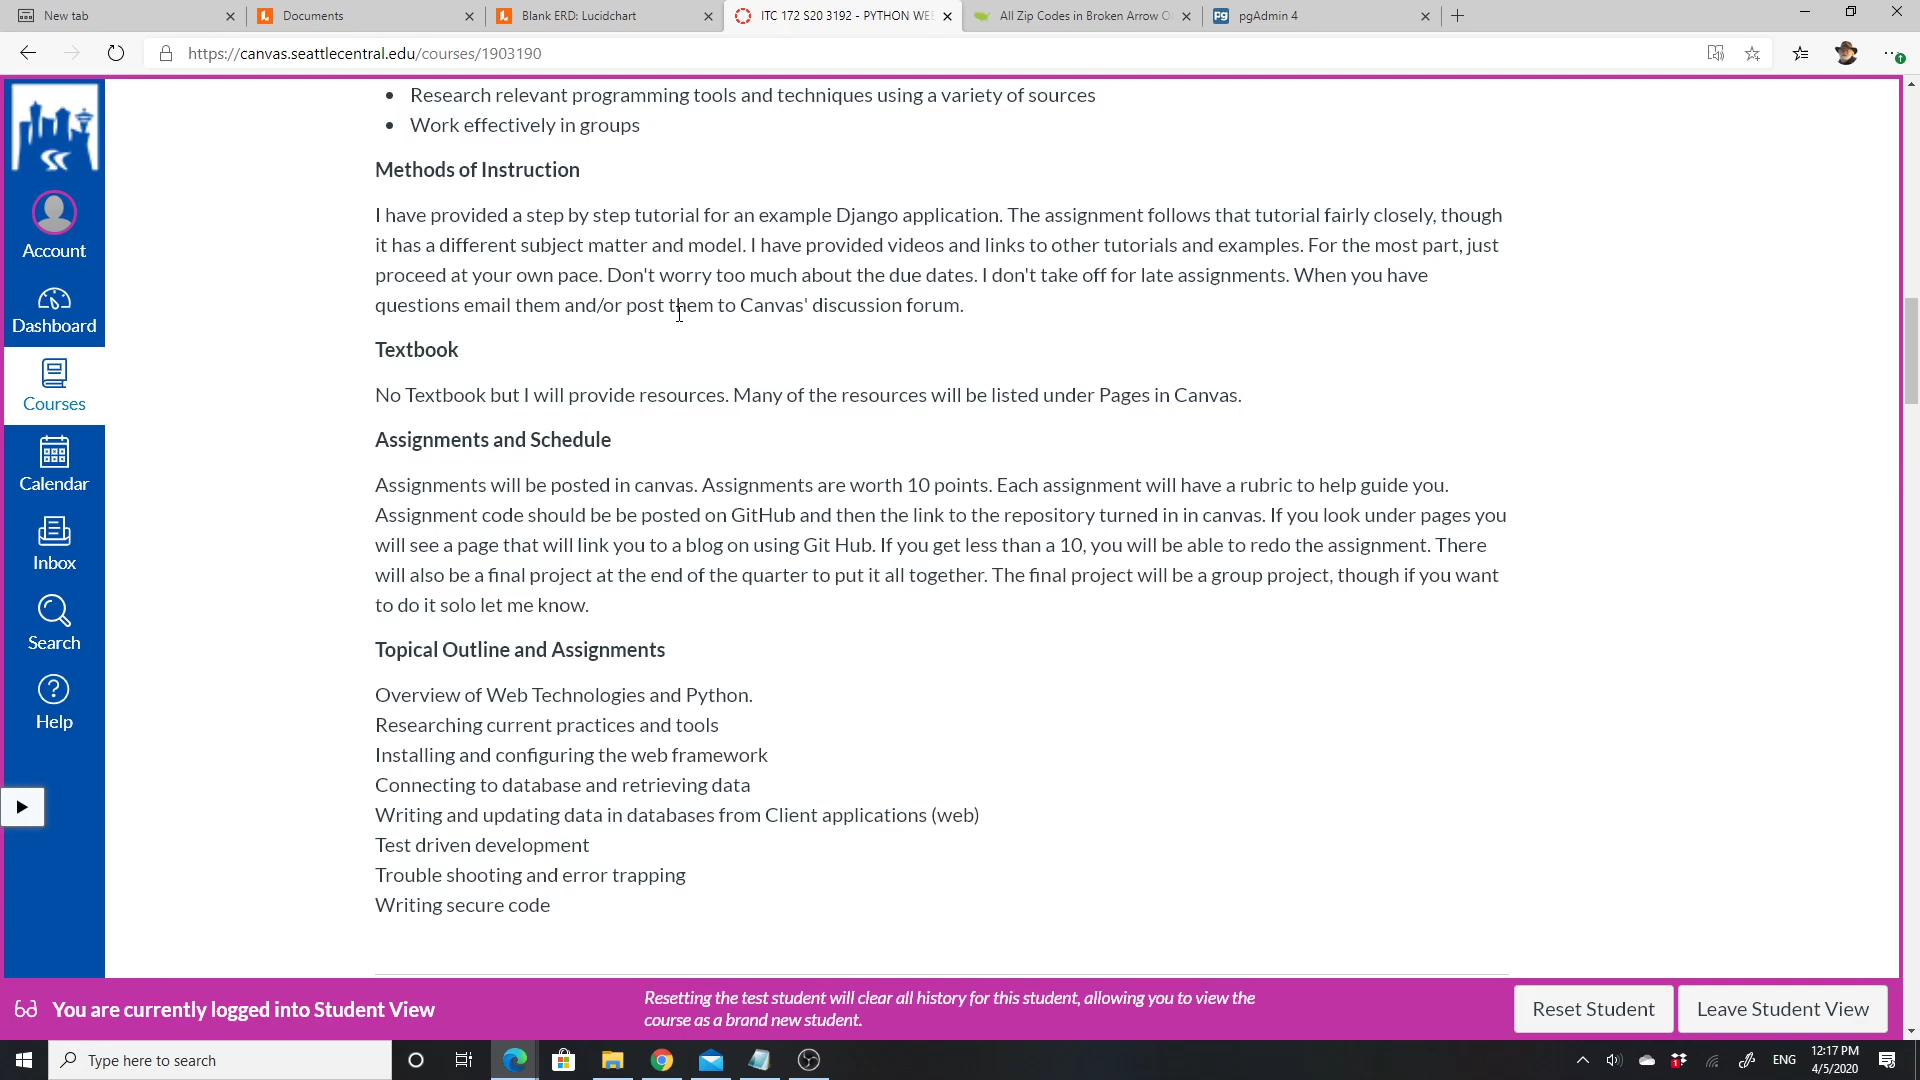 New tab
Documents
Blank ERD: Lucidchart
ITC 172 S20 3192 - PYTHON WE
All Zip Codes in Broken Arrow O
pgAdmin 4
https://canvas.seattlecentral.edu/courses/1903190
Account
Dashboard
Courses
Calendar
Inbox
Search
Help
• Research relevant programming tools and techniques using a variety of sources
• Work effectively in groups
Methods of Instruction
I have provided a step by step tutorial for an example Django application. The assignment follows that tutorial fairly closely, though
it has a different subject matter and model. I have provided videos and links to other tutorials and examples. For the most part, just
proceed at your own pace. Don't worry too much about the due dates. I don't take off for late assignments. When you have
questions email them and/or post them to Canvas' discussion forum.
Textbook
No Textbook but I will provide resources. Many of the resources will be listed under Pages in Canvas.
Assignments and Schedule
Assignments will be posted in canvas. Assignments are worth 10 points. Each assignment will have a rubric to help guide you.
Assignment code should be be posted on GitHub and then the link to the repository turned in in canvas. If you look under pages you
will see a page that will link you to a blog on using Git Hub. If you get less than a 10, you will be able to redo the assignment. There
will also be a final project at the end of the quarter to put it all together. The final project will be a group project, though if you want
to do it solo let me know.
Topical Outline and Assignments
Overview of Web Technologies and Python.
Researching current practices and tools
Installing and configuring the web framework
Connecting to database and retrieving data
Writing and updating data in databases from Client applications (web)
Test driven development
Trouble shooting and error trapping
Writing secure code
You are currently logged into Student View
Resetting the test student will clear all history for this student, allowing you to view the
course as a brand new student.
Reset Student
Leave Student View
Type here to search
ENG
12:17 PM
4/5/2020